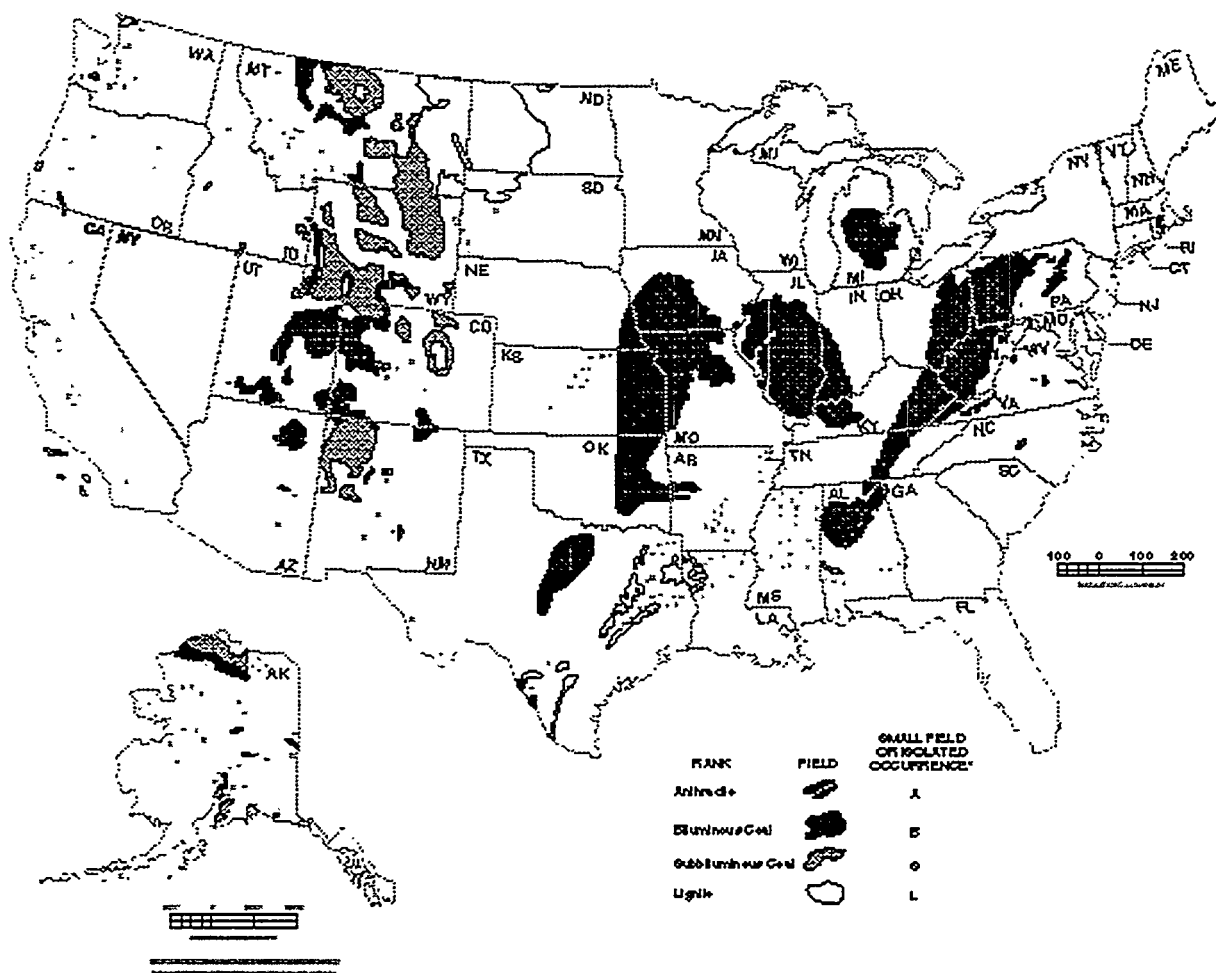 WA
MT
ND
ME
MI
NY
VT
NH
SD
MA
OR
CA
NV
MN
RI
CT
ID
UT
IA
WI
NE
IL
MI
IN
OH
WY
PA
NJ
CO
DE
KS
WV
VA
KY
NC
OK
MO
TX
AR
TN
SC
AL
GA
AZ
NM
100 0 100 200
MS
LA
FL
AK
SMALL FIELD
RANK FIELD OR ISOLATED
OCCURRENCE*
Anthracite A
Bituminous Coal B
Subbituminous Coal
Lignite L